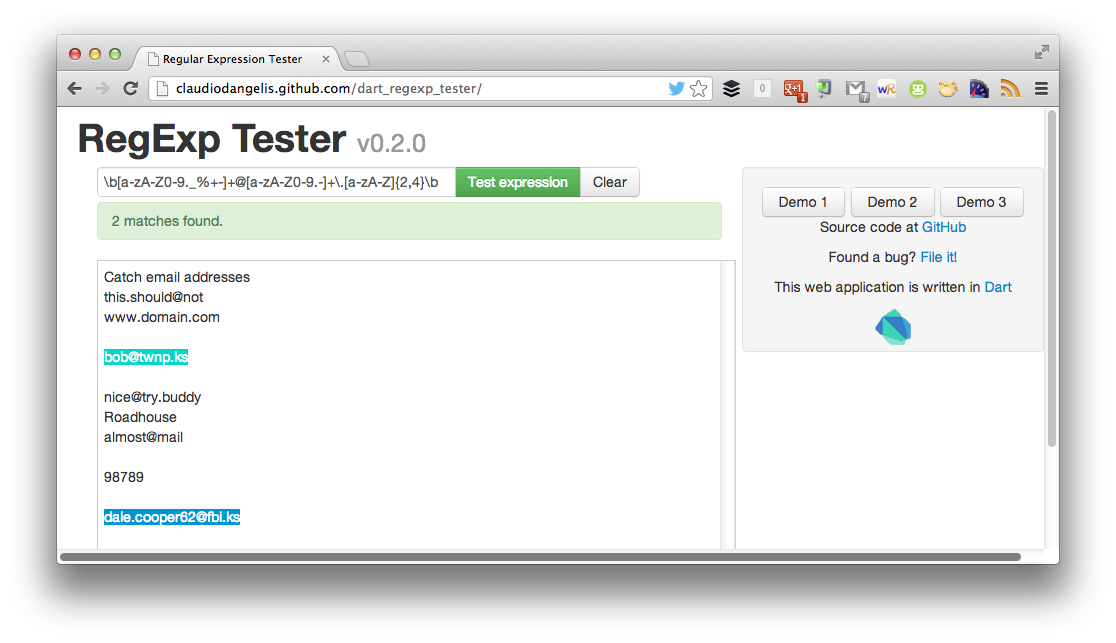 Regular Expression Tester
claudiodangelis.github.com/dart_regexp_tester/
0
g+1
1
?
wR
RegExp Tester v0.2.0
\b[a-zA-Z0-9._%+-]+@[a-zA-Z0-9.-]+\.[a-zA-Z]{2,4}\b
Test expression
Clear
2 matches found.
Catch email addresses
this.should@not
www.domain.com
bob@twnp.ks
nice@try.buddy
Roadhouse
almost@mail
98789
dale.cooper62@fbi.ks
Demo 1
Demo 2
Demo 3
Source code at GitHub
Found a bug? File it!
This web application is written in Dart